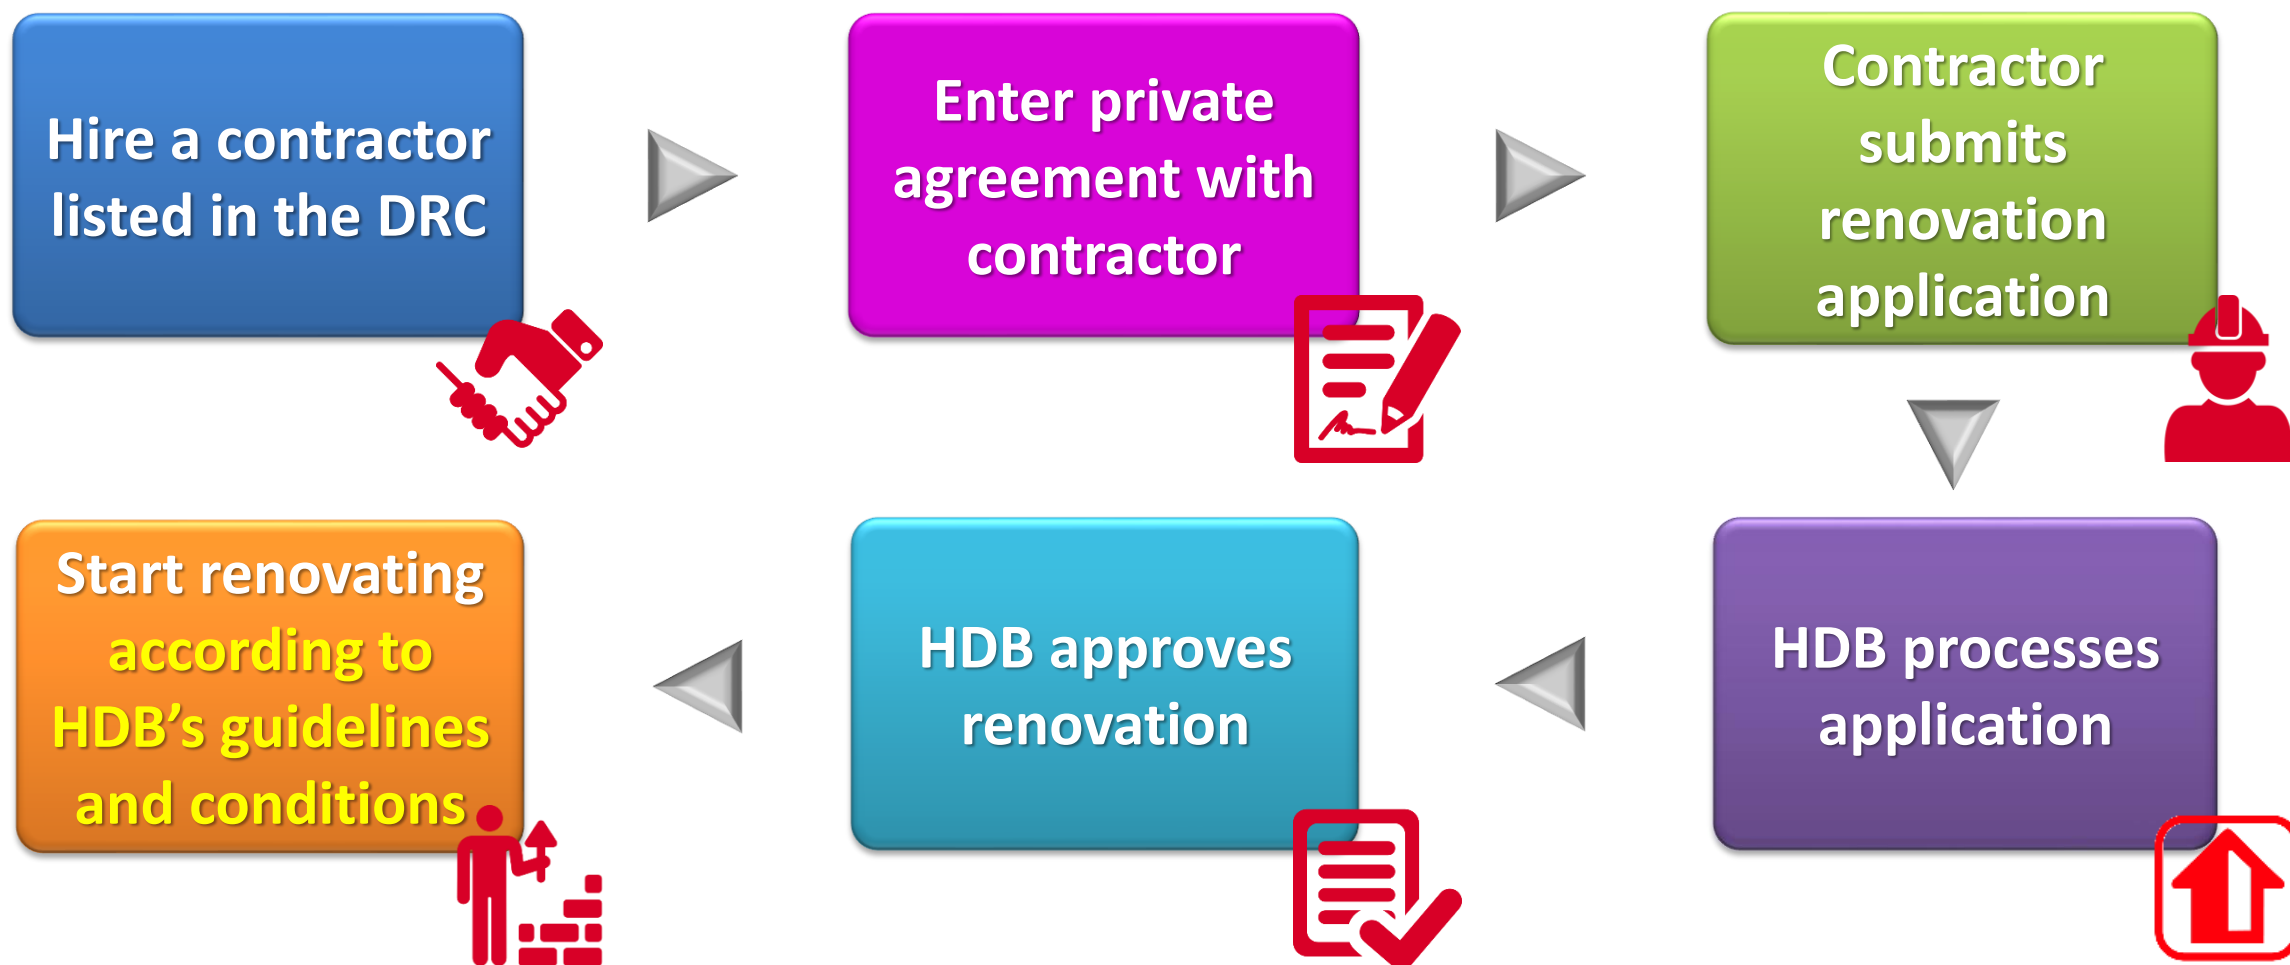 Hire a contractor
listed in the DRC
Enter private
agreement with
contractor
Contractor
submits
renovation
application
HDB processes
application
HDB approves
renovation
Start renovating
according to
HDB’s guidelines
and conditions